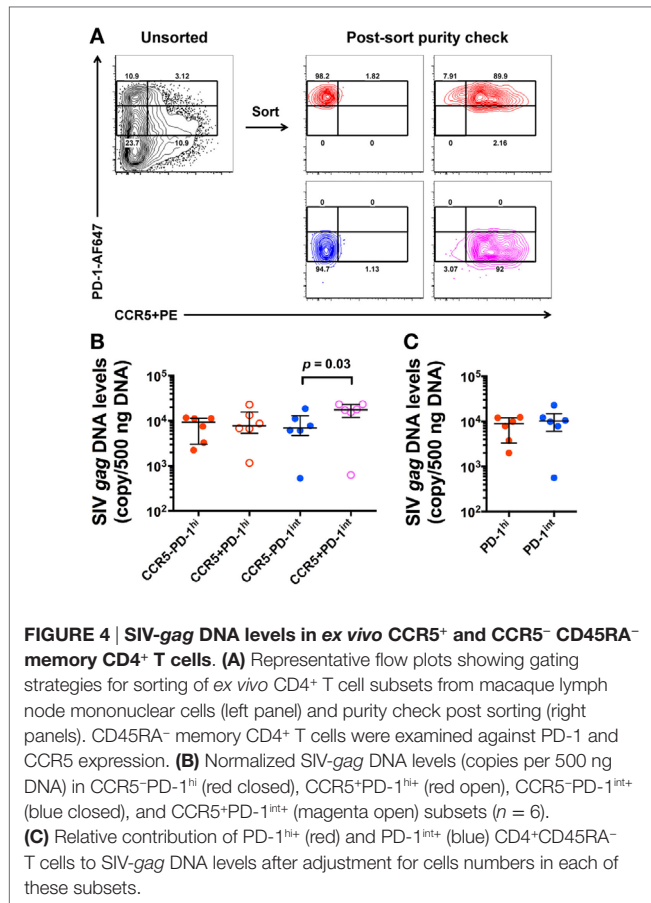 A
Unsorted
Post-sort purity check
10.9 3.12
98.2 1.82
7.91 89.9
Sort
23.7 10.9
0 0
0 2.16
0 0
0 0
94.7 1.13
3.07 92
PD-1-AF647
CCR5+PE
B
SIV gag DNA levels
(copy/500 ng DNA)
10⁵
10⁴
10³
10²
p = 0.03
CCR5-PD-1ʰⁱ
CCR5+PD-1ʰⁱ
CCR5-PD-1ⁱⁿᵗ
CCR5+PD-1ⁱⁿᵗ
C
SIV gag DNA levels
(copy/500 ng DNA)
10⁵
10⁴
10³
10²
PD-1ʰⁱ
PD-1ⁱⁿᵗ
FIGURE 4 | SIV-gag DNA levels in ex vivo CCR5⁺ and CCR5⁻ CD45RA⁻
memory CD4⁺ T cells. (A) Representative flow plots showing gating
strategies for sorting of ex vivo CD4⁺ T cell subsets from macaque lymph
node mononuclear cells (left panel) and purity check post sorting (right
panels). CD45RA⁻ memory CD4⁺ T cells were examined against PD-1 and
CCR5 expression. (B) Normalized SIV-gag DNA levels (copies per 500 ng
DNA) in CCR5⁻PD-1ʰⁱ (red closed), CCR5⁺PD-1ʰⁱ⁺ (red open), CCR5⁻PD-1ⁱⁿᵗ⁺
(blue closed), and CCR5⁺PD-1ⁱⁿᵗ⁺ (magenta open) subsets (n = 6).
(C) Relative contribution of PD-1ʰⁱ⁺ (red) and PD-1ⁱⁿᵗ⁺ (blue) CD4⁺CD45RA⁻
T cells to SIV-gag DNA levels after adjustment for cells numbers in each of
these subsets.